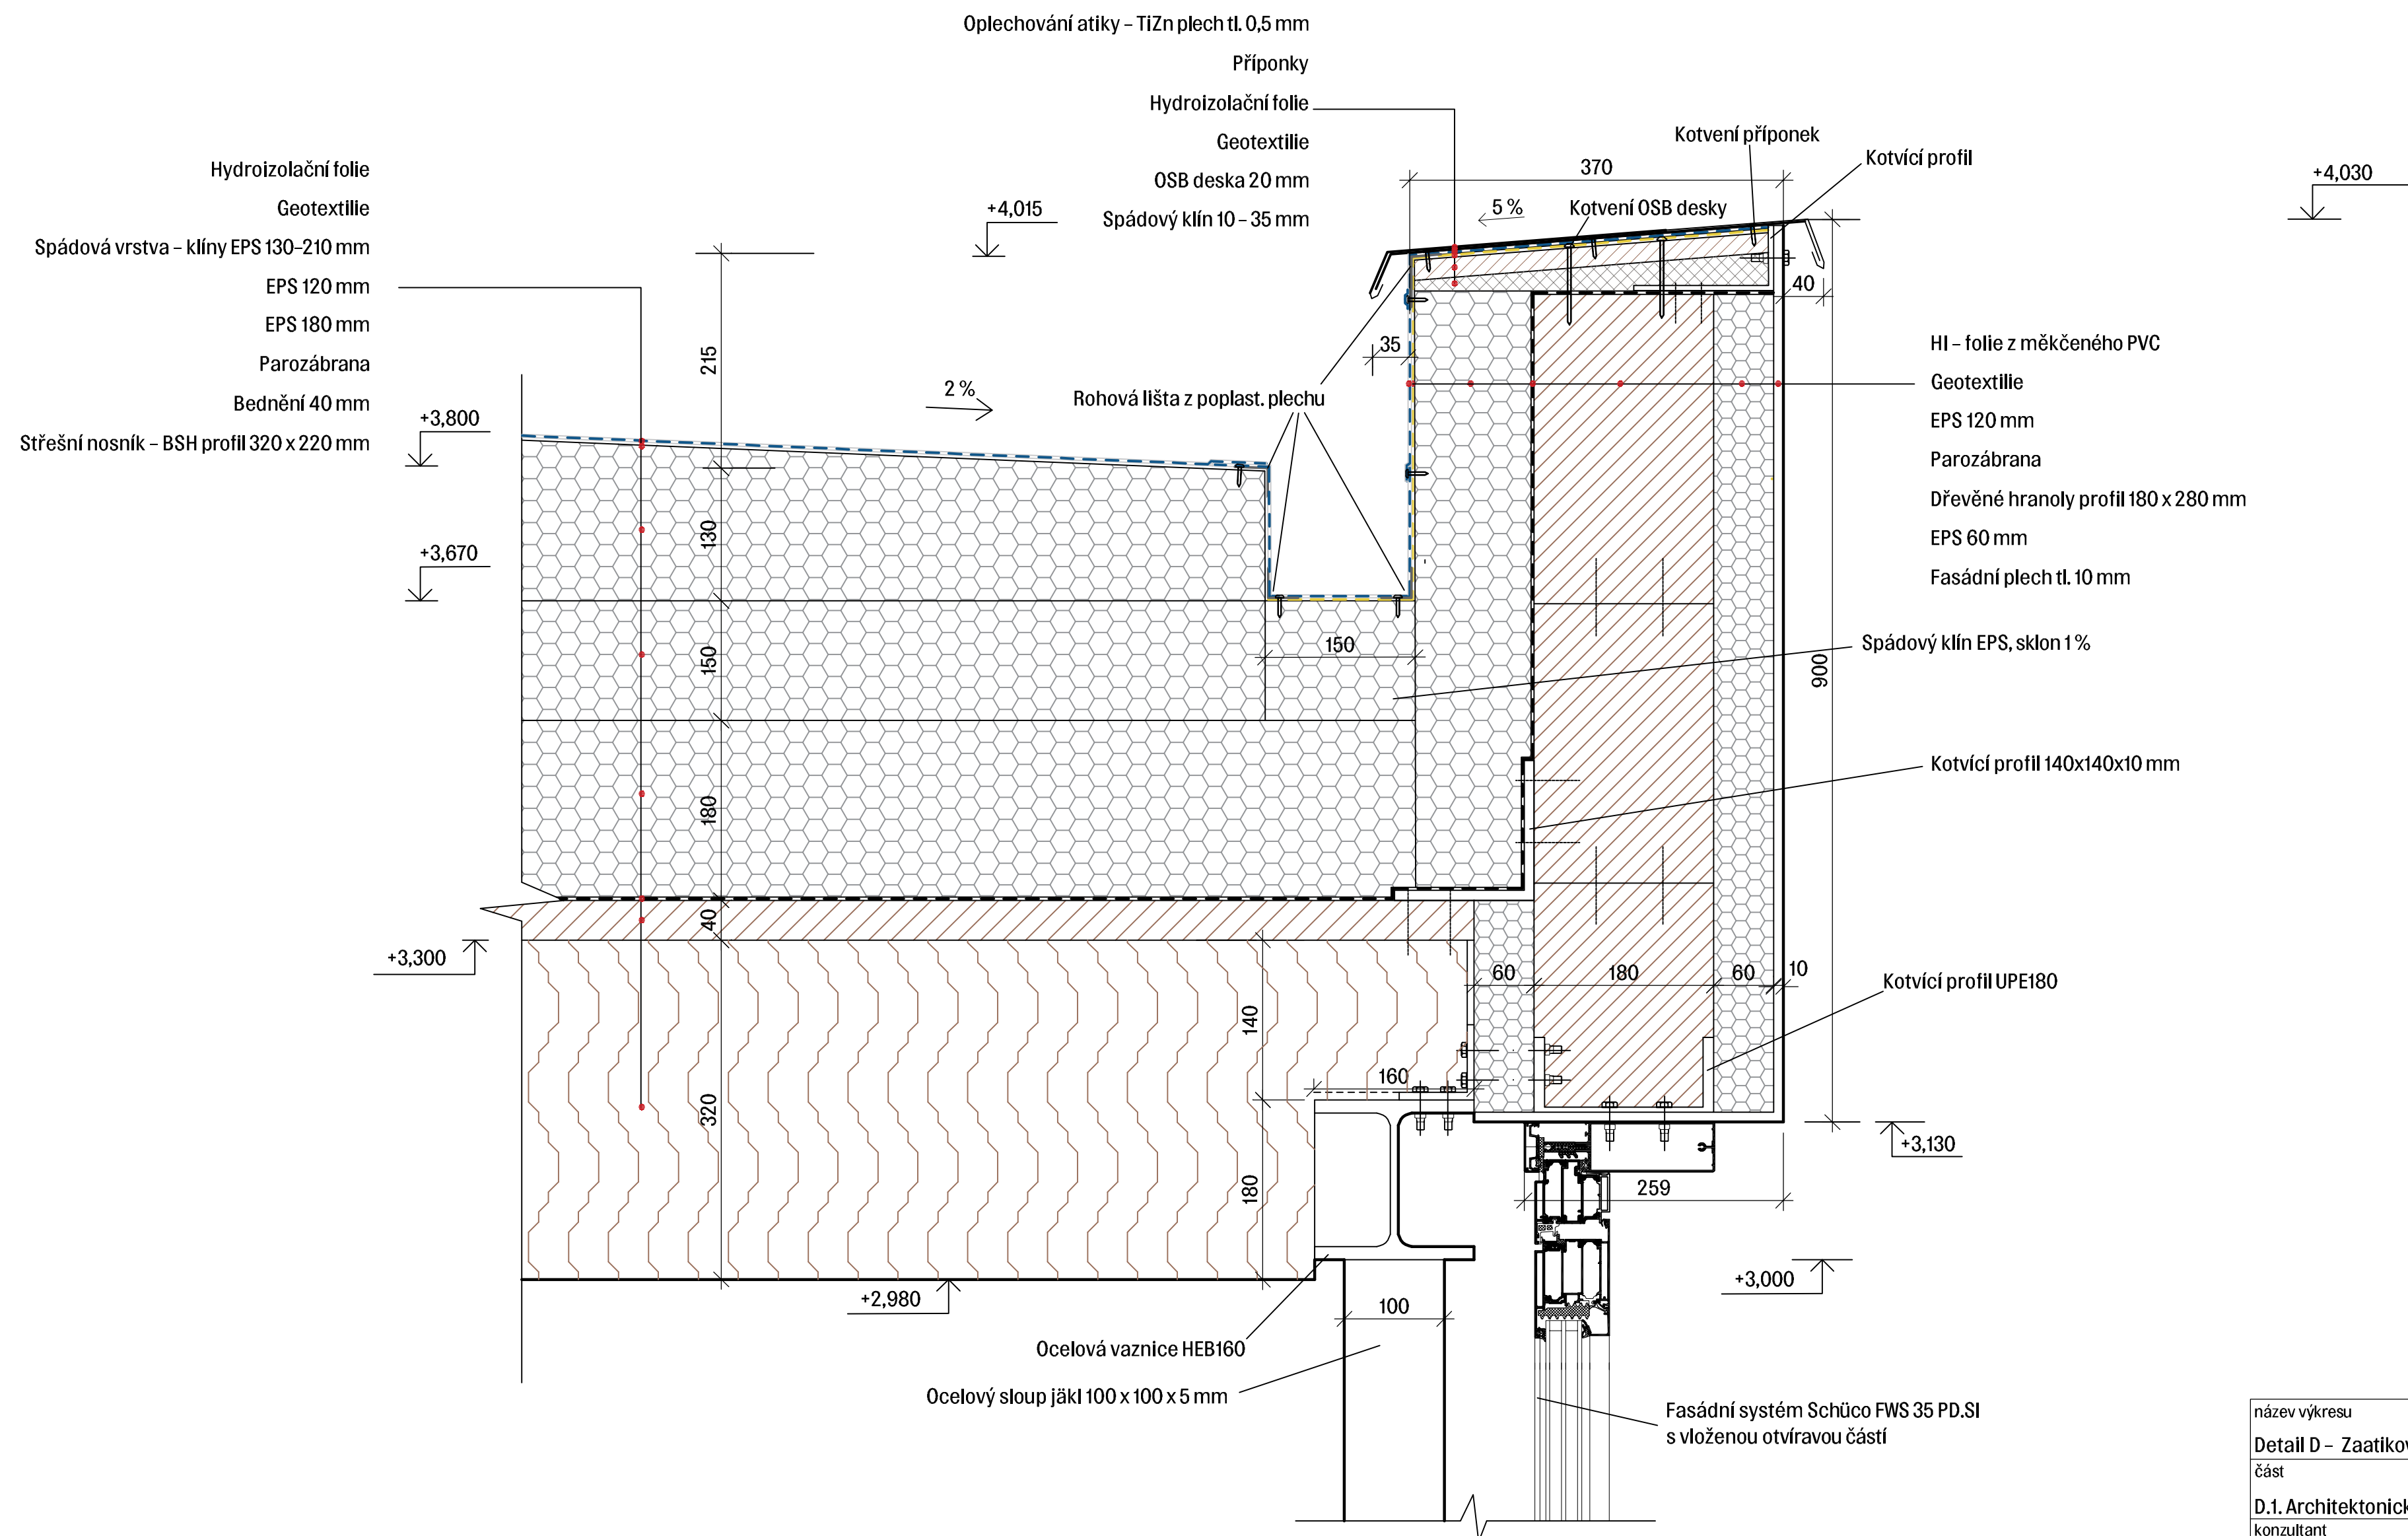 Oplechování atiky – TiZn plech tl. 0,5 mm
Příponky
Hydroizolační folie
Geotextilie
OSB deska 20 mm
Spádový klín 10 – 35 mm
Hydroizolační folie
Geotextilie
Spádová vrstva – klíny EPS 130–210 mm
EPS 120 mm
EPS 180 mm
Parozábrana
Bednění 40 mm
Střešní nosník – BSH profil 320 x 220 mm
Kotvení příponek
Kotvící profil
370
+4,030
+4,015
5 %
Kotvení OSB desky
40
215
35
HI – folie z měkčeného PVC
Geotextilie
EPS 120 mm
Parozábrana
Dřevěné hranoly profil 180 x 280 mm
EPS 60 mm
Fasádní plech tl. 10 mm
2 %
Rohová lišta z poplast. plechu
+3,800
130
+3,670
150
150
Spádový klín EPS, sklon 1 %
900
Kotvící profil 140x140x10 mm
180
40
+3,300
60
180
60
10
Kotvící profil UPE180
140
160
320
+3,130
180
259
+3,000
+2,980
100
Ocelová vaznice HEB160
Ocelový sloup jäkl 100 x 100 x 5 mm
Fasádní systém Schüco FWS 35 PD.SI
s vloženou otvíravou částí
název výkresu
Detail D – Zaatikov
část
D.1. Architektonick
konzultant